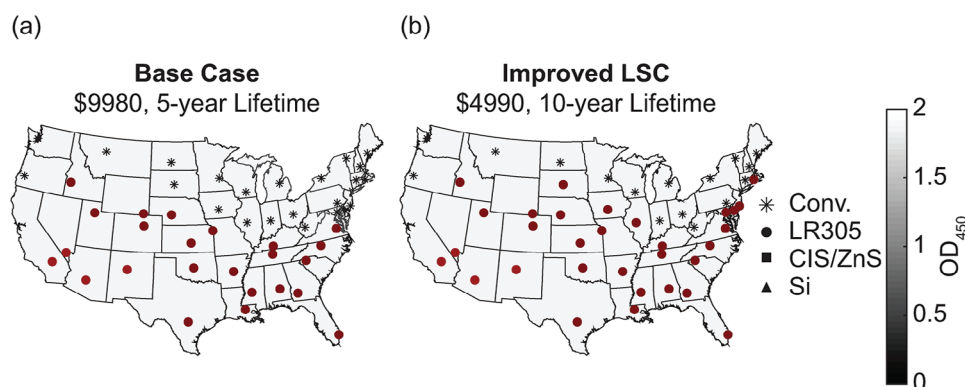 (a)
Base Case
$9980, 5-year Lifetime
(b)
Improved LSC
$4990, 10-year Lifetime
Conv.
LR305
CIS/ZnS
Si
2
1.5
1
0.5
0
OD450